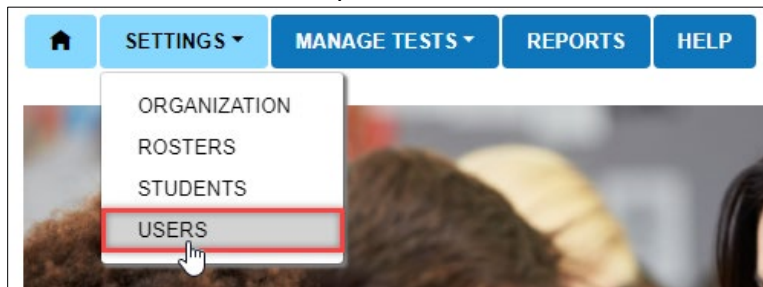 SETTINGS MANAGE TESTS REPORTS HELP
ORGANIZATION
ROSTERS
STUDENTS
USERS